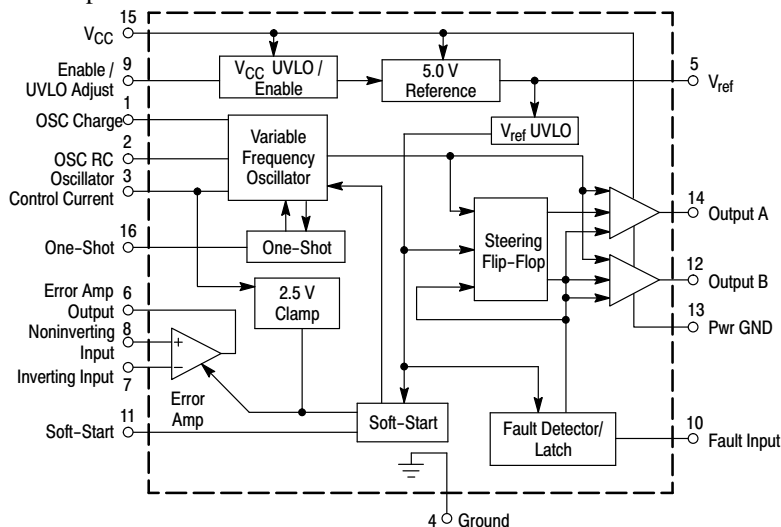 15
VCC
Enable /
UVLO Adjust
9
1
OSC Charge
2
OSC RC
Oscillator
Control Current
3
16
One-Shot
Error Amp
Output
6
Noninverting
Input
8
Inverting Input
7
11
Soft-Start
VCC UVLO /
Enable
5.0 V
Reference
Vref UVLO
Variable
Frequency
Oscillator
One-Shot
2.5 V
Clamp
Steering
Flip-Flop
+
−
Error
Amp
Soft-Start
Fault Detector/
Latch
5
Vref
14
Output A
12
Output B
13
Pwr GND
10
Fault Input
4 Ground